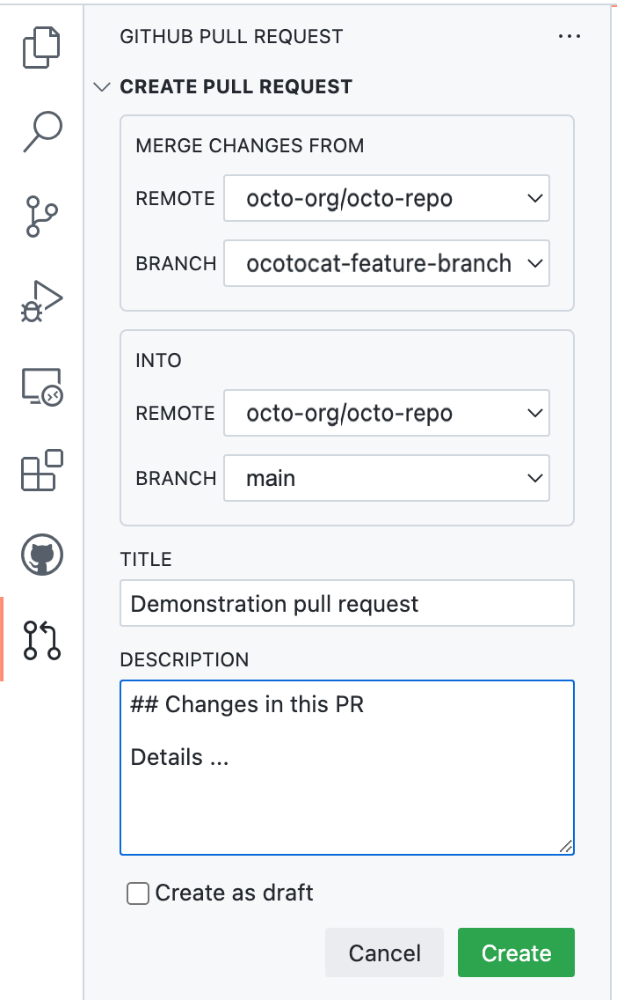 GITHUB PULL REQUEST
CREATE PULL REQUEST
MERGE CHANGES FROM
REMOTE octo-org/octo-repo
BRANCH ocotocat-feature-branch
INTO
REMOTE octo-org/octo-repo
BRANCH main
TITLE
Demonstration pull request
DESCRIPTION
## Changes in this PR
Details ...
Create as draft
Cancel Create